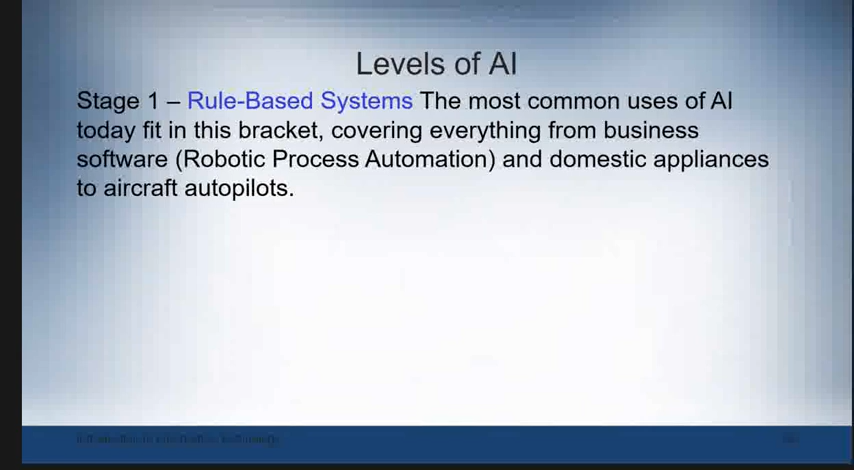 Levels of AI
Stage 1 – Rule-Based Systems The most common uses of AI
today fit in this bracket, covering everything from business
software (Robotic Process Automation) and domestic appliances
to aircraft autopilots.